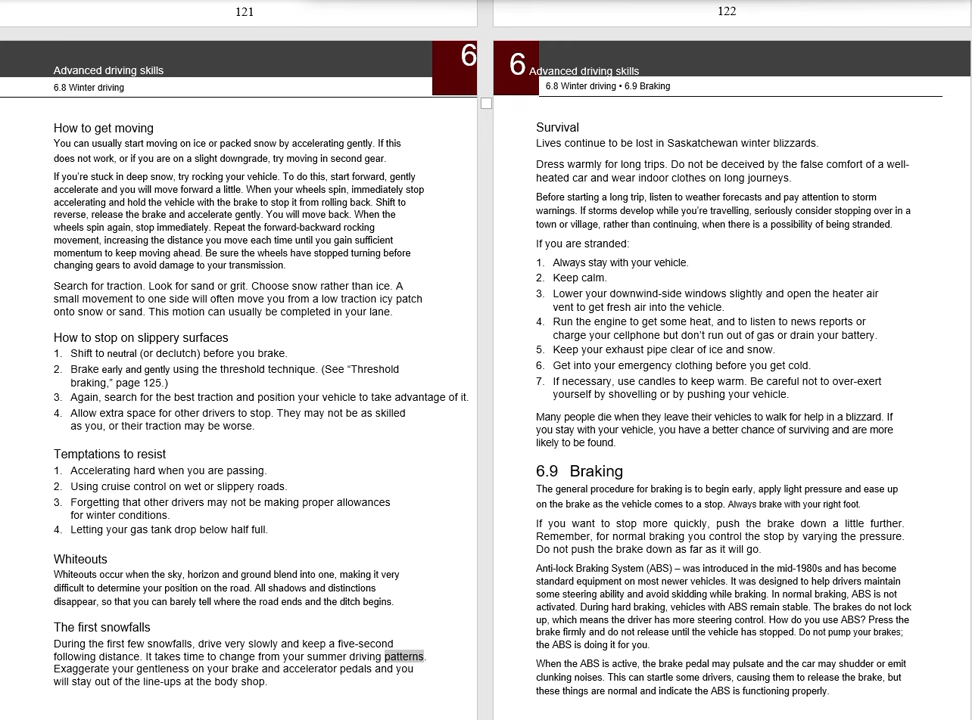 121
6
Advanced driving skills
6.8 Winter driving
How to get moving
You can usually start moving on ice or packed snow by accelerating gently. If this
does not work, or if you are on a slight downgrade, try moving in second gear.
If you're stuck in deep snow, try rocking your vehicle. To do this, start forward, gently
accelerate and you will move forward a little. When your wheels spin, immediately stop
accelerating and hold the vehicle with the brake to stop it from rolling back. Shift to
reverse, release the brake and accelerate gently. You will move back. When the
wheels spin again, stop immediately. Repeat the forward-backward rocking
movement, increasing the distance you move each time until you gain sufficient
momentum to keep moving ahead. Be sure the wheels have stopped turning before
changing gears to avoid damage to your transmission.
Search for traction. Look for sand or grit. Choose snow rather than ice. A
small movement to one side will often move you from a low traction icy patch
onto snow or sand. This motion can usually be completed in your lane.
How to stop on slippery surfaces
1. Shift to neutral (or declutch) before you brake.
2. Brake early and gently using the threshold technique. (See “Threshold
braking,” page 125.)
3. Again, search for the best traction and position your vehicle to take advantage of it.
4. Allow extra space for other drivers to stop. They may not be as skilled
as you, or their traction may be worse.
Temptations to resist
1. Accelerating hard when you are passing.
2. Using cruise control on wet or slippery roads.
3. Forgetting that other drivers may not be making proper allowances
for winter conditions.
4. Letting your gas tank drop below half full.
Whiteouts
Whiteouts occur when the sky, horizon and ground blend into one, making it very
difficult to determine your position on the road. All shadows and distinctions
disappear, so that you can barely tell where the road ends and the ditch begins.
The first snowfalls
During the first few snowfalls, drive very slowly and keep a five-second
following distance. It takes time to change from your summer driving patterns.
Exaggerate your gentleness on your brake and accelerator pedals and you
will stay out of the line-ups at the body shop.
122
6 Advanced driving skills
6.8 Winter driving • 6.9 Braking
Survival
Lives continue to be lost in Saskatchewan winter blizzards.
Dress warmly for long trips. Do not be deceived by the false comfort of a well-
heated car and wear indoor clothes on long journeys.
Before starting a long trip, listen to weather forecasts and pay attention to storm
warnings. If storms develop while you're travelling, seriously consider stopping over in a
town or village, rather than continuing, when there is a possibility of being stranded.
If you are stranded:
1. Always stay with your vehicle.
2. Keep calm.
3. Lower your downwind-side windows slightly and open the heater air
vent to get fresh air into the vehicle.
4. Run the engine to get some heat, and to listen to news reports or
charge your cellphone but don't run out of gas or drain your battery.
5. Keep your exhaust pipe clear of ice and snow.
6. Get into your emergency clothing before you get cold.
7. If necessary, use candles to keep warm. Be careful not to over-exert
yourself by shovelling or by pushing your vehicle.
Many people die when they leave their vehicles to walk for help in a blizzard. If
you stay with your vehicle, you have a better chance of surviving and are more
likely to be found.
6.9 Braking
The general procedure for braking is to begin early, apply light pressure and ease up
on the brake as the vehicle comes to a stop. Always brake with your right foot.
If you want to stop more quickly, push the brake down a little further.
Remember, for normal braking you control the stop by varying the pressure.
Do not push the brake down as far as it will go.
Anti-lock Braking System (ABS) – was introduced in the mid-1980s and has become
standard equipment on most newer vehicles. It was designed to help drivers maintain
some steering ability and avoid skidding while braking. In normal braking, ABS is not
activated. During hard braking, vehicles with ABS remain stable. The brakes do not lock
up, which means the driver has more steering control. How do you use ABS? Press the
brake firmly and do not release until the vehicle has stopped. Do not pump your brakes;
the ABS is doing it for you.
When the ABS is active, the brake pedal may pulsate and the car may shudder or emit
clunking noises. This can startle some drivers, causing them to release the brake, but
these things are normal and indicate the ABS is functioning properly.